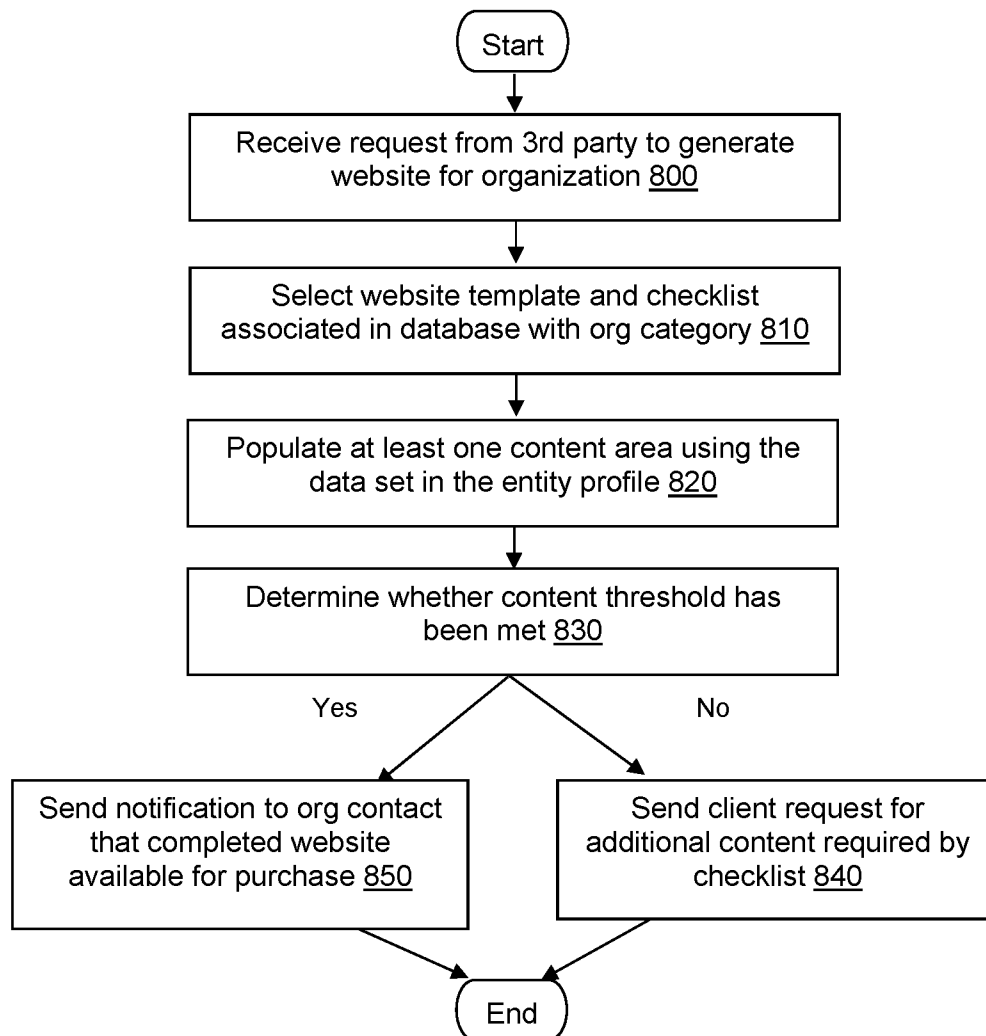 Start
Receive request from 3rd party to generate
website for organization 800
Select website template and checklist
associated in database with org category 810
Populate at least one content area using the
data set in the entity profile 820
Determine whether content threshold has
been met 830
Yes
No
Send notification to org contact
that completed website
available for purchase 850
Send client request for
additional content required by
checklist 840
End